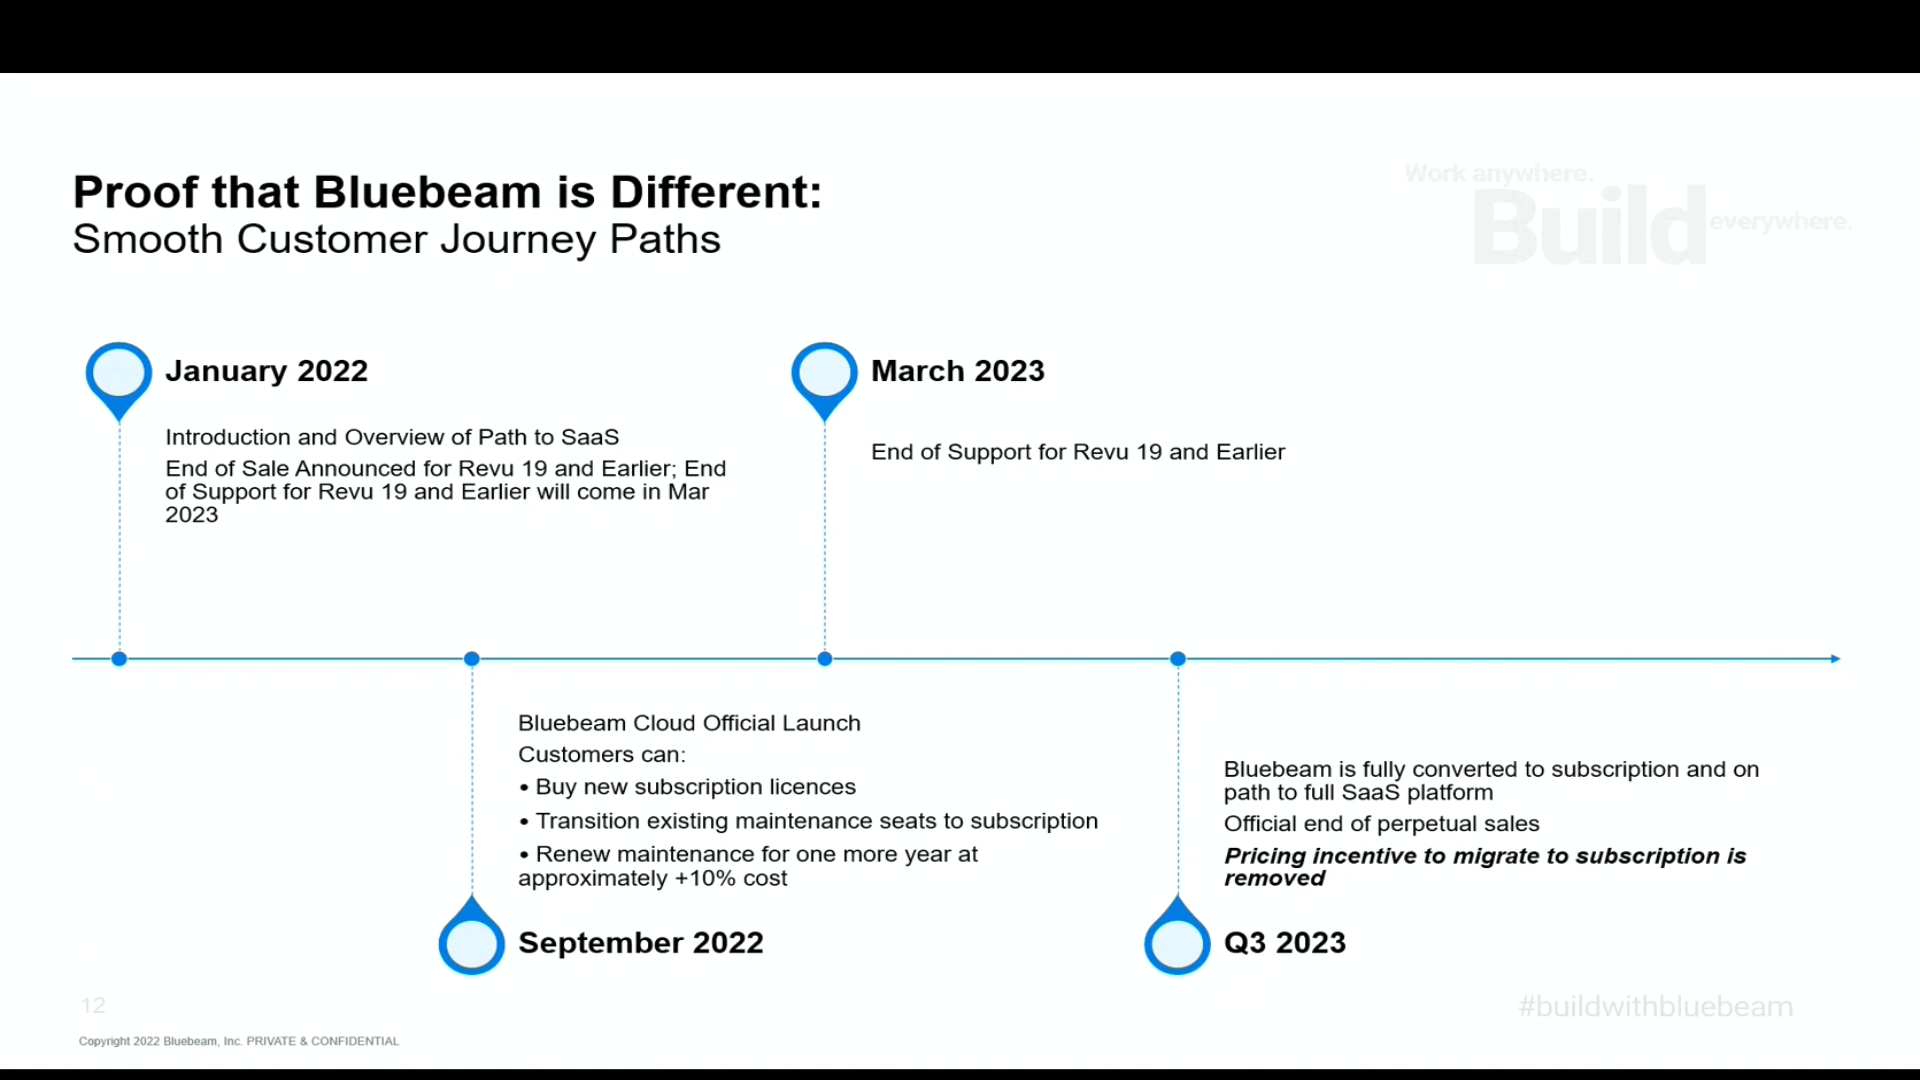 Proof that Bluebeam is Different:
Smooth Customer Journey Paths
Work anywhere.
Build everywhere.
January 2022
Introduction and Overview of Path to SaaS
End of Sale Announced for Revu 19 and Earlier; End
of Support for Revu 19 and Earlier will come in Mar
2023
March 2023
End of Support for Revu 19 and Earlier
Bluebeam Cloud Official Launch
Customers can:
• Buy new subscription licences
• Transition existing maintenance seats to subscription
• Renew maintenance for one more year at
approximately +10% cost
September 2022
Bluebeam is fully converted to subscription and on
path to full SaaS platform
Official end of perpetual sales
Pricing incentive to migrate to subscription is
removed
Q3 2023
12
#buildwithbluebeam
Copyright 2022 Bluebeam, Inc. PRIVATE & CONFIDENTIAL